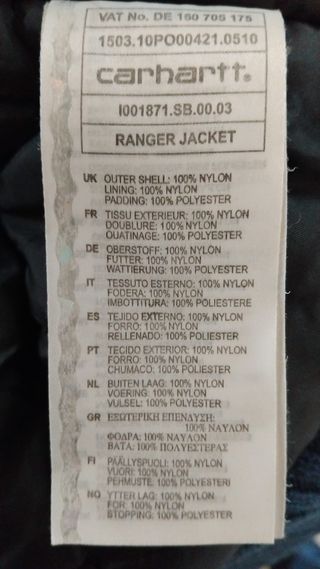 VAT No. DE 150 705 175
1503.10PO00421.0510
carhartt.
I001871.SB.00.03
RANGER JACKET
UK OUTER SHELL: 100% NYLON
LINING: 100% NYLON
PADDING: 100% POLYESTER
FR TISSU EXTERIEUR: 100% NYLON
DOUBLURE: 100% NYLON
OUATINAGE: 100% POLYESTER
DE OBERSTOFF: 100% NYLON
FUTTER: 100% NYLON
WATTIERUNG: 100% POLYESTER
IT TESSUTO ESTERNO: 100% NYLON
FODERA: 100% NYLON
IMBOTTITURA: 100% POLIESTERE
ES TEJIDO EXTERNO: 100% NYLON
FORRO: 100% NYLON
RELLENADO: 100% POLIESTER
PT TECIDO EXTERIOR: 100% NYLON
FORRO: 100% NYLON
CHUMACO: 100% POLIESTER
NL BUITEN LAAG: 100% NYLON
VOERING: 100% NYLON
VULSEL: 100% POLYESTER
GR ΕΞΩΤΕΡΙΚΗ ΕΠΕΝΔΥΣΗ:
100% ΝΑΥΛΟΝ
ΦΟΔΡΑ: 100% ΝΑΥΛΟΝ
ΒΑΤΑ: 100% ΠΟΛΥΕΣΤΕΡΑΣ
FI PÄÄLLYSPUOLI: 100% NYLON
VUORI: 100% NYLON
PEHMUSTE: 100% POLYESTER
NO YTTER LAG: 100% NYLON
FOR: 100% NYLON
STOPPING: 100% POLYESTER